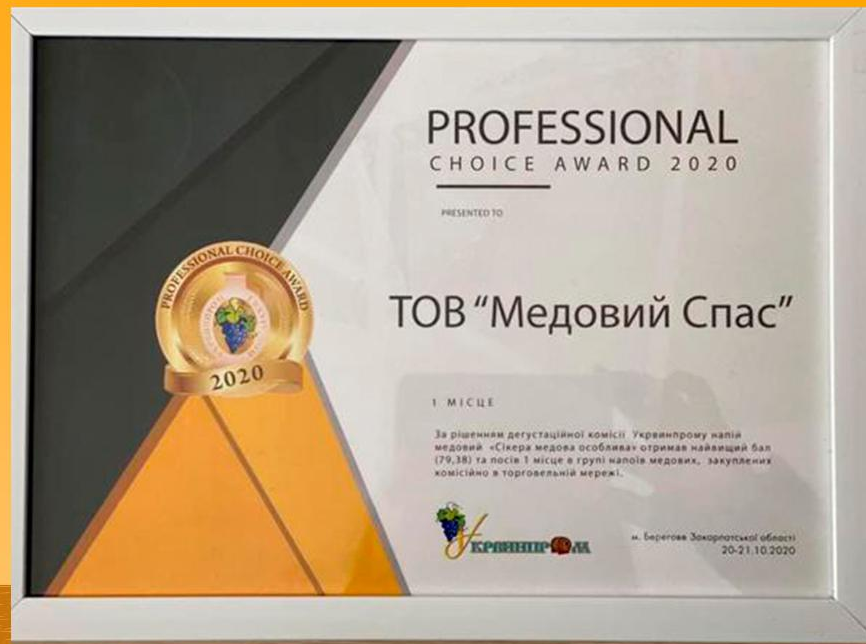 PROFESSIONAL
CHOICE AWARD 2020
PRESENTED TO
ТОВ “Медовий Спас”
PROFESSIONAL CHOICE AWARD
2020
1 МІСЦЕ
За рішенням дегустаційної комісії Укрвинпрому напій
медовий «Сікера медова особлива» отримав найвищий бал
(79,38) та посів 1 місце в групі напоїв медових, закуплених
комісійно в торговельній мережі.
УКРВИНПРОМ
м. Берегове Закарпатської області
20-21.10.2020